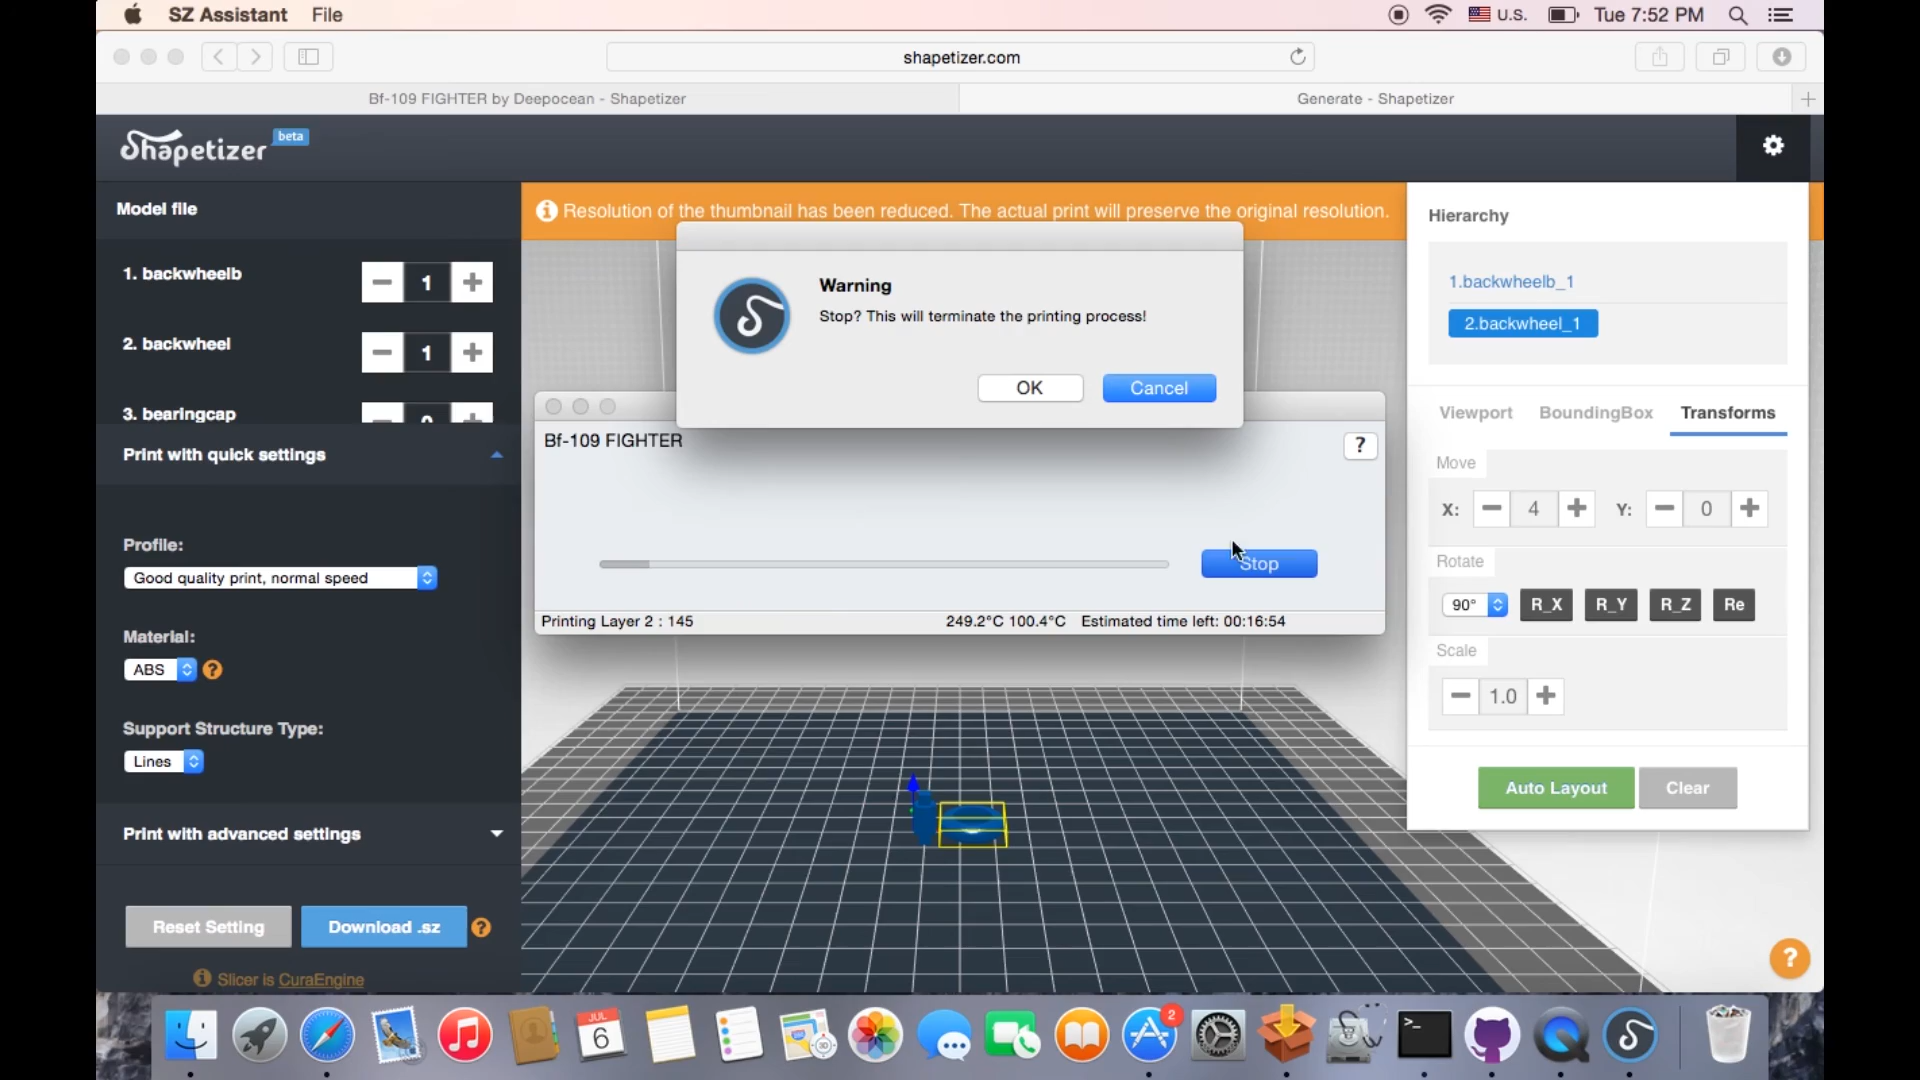 SZ Assistant File U.S. Tue 7:52 PM
shapetizer.com
Bf-109 FIGHTER by Deepocean - Shapetizer
Generate - Shapetizer
Shapetizer beta
Model file
1. backwheelb
1
2. backwheel
1
3. bearingcap
Print with quick settings
Profile:
Good quality print, normal speed
Material:
ABS ?
Support Structure Type:
Lines
Print with advanced settings
Reset Setting
Download .sz
?
Slicer is CuraEngine
Resolution of the thumbnail has been reduced. The actual print will preserve the original resolution.
Warning
Stop? This will terminate the printing process!
OK
Cancel
Bf-109 FIGHTER
?
Stop
Printing Layer 2 : 145
249.2°C 100.4°C
Estimated time left: 00:16:54
Hierarchy
1.backwheelb_1
2.backwheel_1
Viewport BoundingBox Transforms
Move
X: 4 Y: 0
Rotate
90° R_X R_Y R_Z Re
Scale
1.0
Auto Layout
Clear
?
JUL
6
2